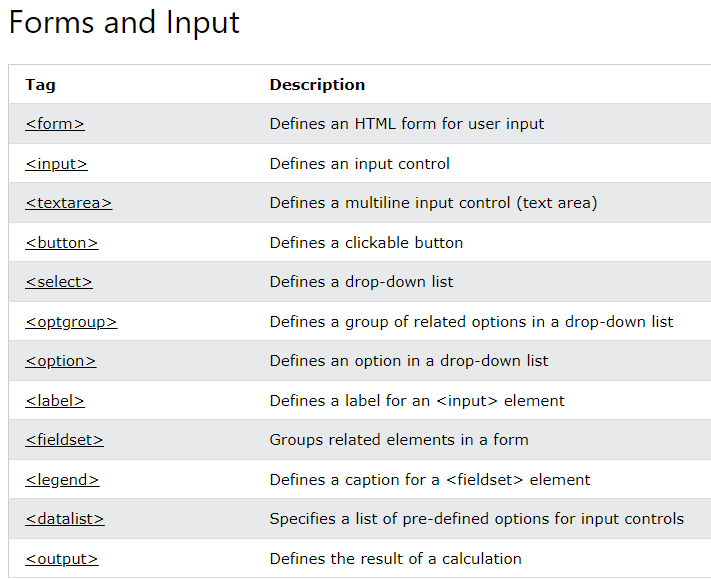 Forms and Input
Tag Description
<form> Defines an HTML form for user input
<input> Defines an input control
<textarea> Defines a multiline input control (text area)
<button> Defines a clickable button
<select> Defines a drop-down list
<optgroup> Defines a group of related options in a drop-down list
<option> Defines an option in a drop-down list
<label> Defines a label for an <input> element
<fieldset> Groups related elements in a form
<legend> Defines a caption for a <fieldset> element
<datalist> Specifies a list of pre-defined options for input controls
<output> Defines the result of a calculation